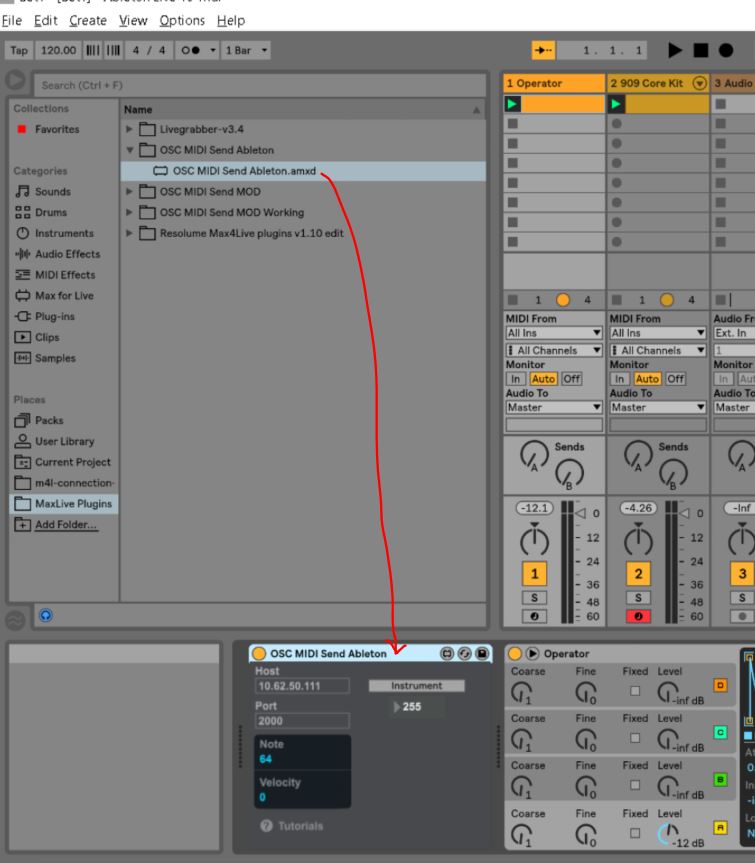 File Edit Create View Options Help
Tap 120.00 4 / 4 1 Bar 1. 1. 1
Search (Ctrl + F)
Collections
Favorites
Categories
Sounds
Drums
Instruments
Audio Effects
MIDI Effects
Max for Live
Plug-ins
Clips
Samples
Places
Packs
User Library
Current Project
m4l-connection-
MaxLive Plugins
Add Folder...
Name
Livegrabber-v3.4
OSC MIDI Send Ableton
OSC MIDI Send Ableton.amxd
OSC MIDI Send MOD
OSC MIDI Send MOD Working
Resolume Max4Live plugins v1.10 edit
1 Operator 2 909 Core Kit 3 Audio
1 4 1 4
MIDI From MIDI From Audio Fr
All Ins All Ins Ext. In
All Channels All Channels 1
Monitor Monitor Monitor
In Auto Off In Auto Off In Aut
Audio To Audio To Audio To
Master Master Master
Sends Sends
A B A B A
-12.1 -4.26 -Inf
0 0
12 12
24 24
36 36
48 48
60 60
1 2 3
S S S
OSC MIDI Send Ableton
Host
10.62.50.111
Instrument
Port
255
2000
Note
64
Velocity
0
Tutorials
Operator
Coarse Fine Fixed Level
1 0 -inf dB D
Coarse Fine Fixed Level
1 0 -inf dB C
Coarse Fine Fixed Level
1 0 -inf dB B
Coarse Fine Fixed Level
1 0 -12 dB A